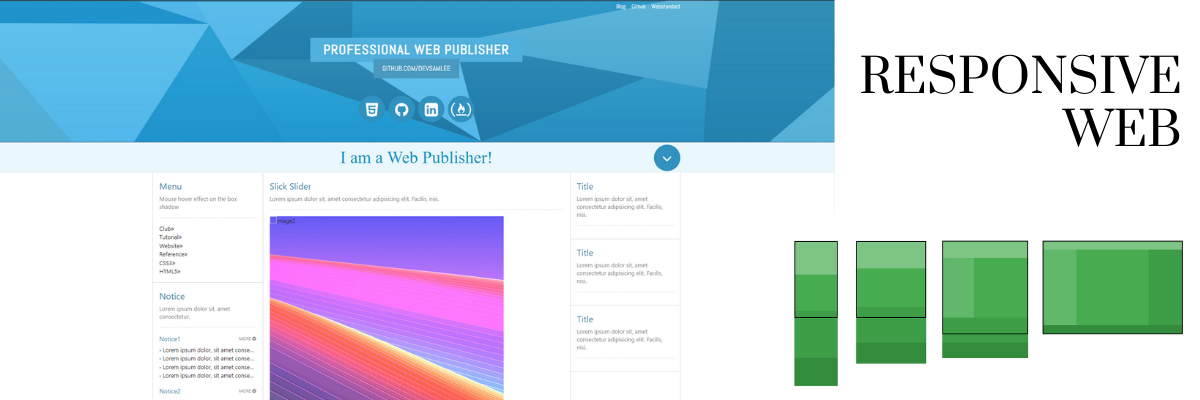 Blog Github Webstandard
PROFESSIONAL WEB PUBLISHER
GITHUB.COM/DEVSAMLEE
I am a Web Publisher!
Menu
Mouse hover effect on the box
shadow
Club»
Tutorial»
Website»
Reference»
CSS3»
HTML5»
Notice
Lorem ipsum dolor sit, amet
consectetur.
Notice1 MORE
Lorem ipsum dolor, sit amet conse...
Lorem ipsum dolor, sit amet conse...
Lorem ipsum dolor, sit amet conse...
Lorem ipsum dolor, sit amet conse...
Notice2 MORE
Slick Slider
Lorem ipsum dolor sit, amet consectetur adipisicing elit. Facilis, nisi.
image2
Title
Lorem ipsum dolor sit, amet
consectetur adipisicing elit. Facilis,
nisi.
Title
Lorem ipsum dolor sit, amet
consectetur adipisicing elit. Facilis,
nisi.
Title
Lorem ipsum dolor sit, amet
consectetur adipisicing elit. Facilis,
nisi.
RESPONSIVE
WEB